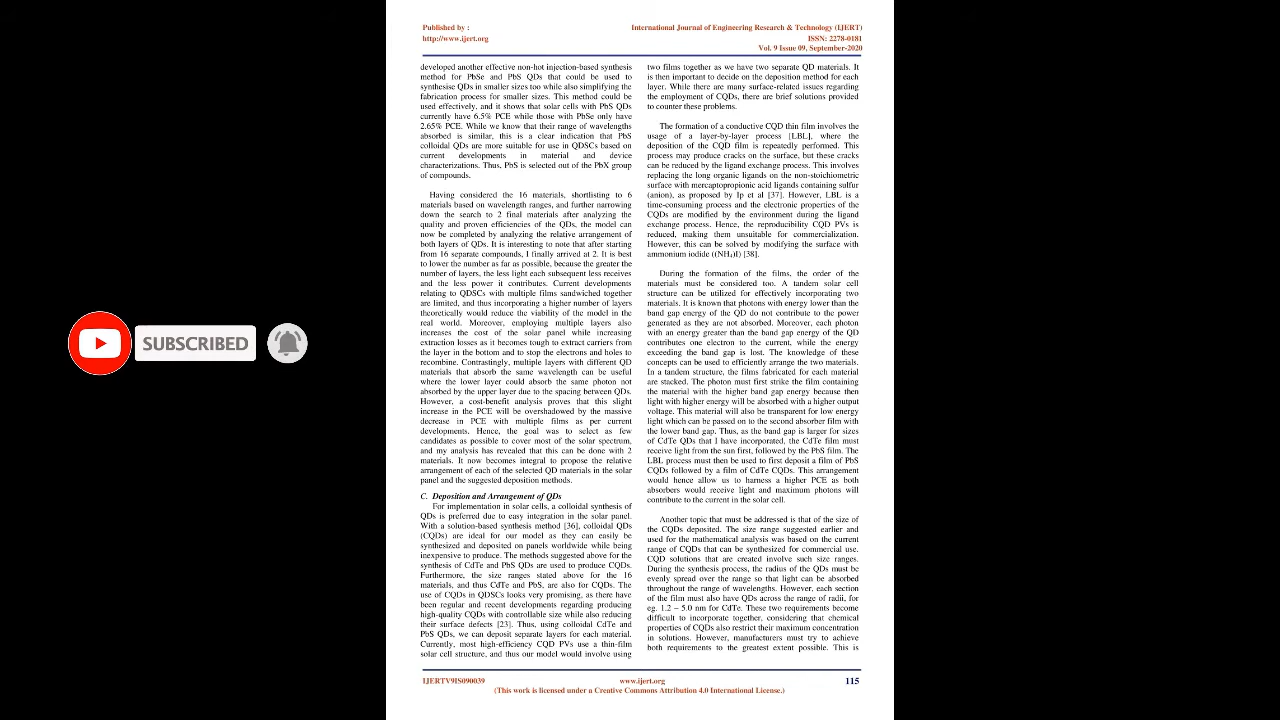 Published by :
http://www.ijert.org
International Journal of Engineering Research & Technology (IJERT)
ISSN: 2278-0181
Vol. 9 Issue 09, September-2020
SUBSCRIBED
developed another effective non-hot injection-based synthesis
method for PbSe and PbS QDs that could be used to
synthesise QDs in smaller sizes too while also simplifying the
fabrication process for smaller sizes. This method could be
used effectively, and it shows that solar cells with PbS QDs
currently have 6.5% PCE while those with PbSe only have
2.65% PCE. While we know that their range of wavelengths
absorbed is similar, this is a clear indication that PbS
colloidal QDs are more suitable for use in QDSCs based on
current developments in material and device
characterizations. Thus, PbS is selected out of the PbX group
of compounds.
Having considered the 16 materials, shortlisting to 6
materials based on wavelength ranges, and further narrowing
down the search to 2 final materials after analyzing the
quality and proven efficiencies of the QDs, the model can
now be completed by analyzing the relative arrangement of
both layers of QDs. It is interesting to note that after starting
from 16 separate compounds, I finally arrived at 2. It is best
to lower the number as far as possible, because the greater the
number of layers, the less light each subsequent less receives
and the less power it contributes. Current developments
relating to QDSCs with multiple films sandwiched together
are limited, and thus incorporating a higher number of layers
theoretically would reduce the viability of the model in the
real world. Moreover, employing multiple layers also
increases the cost of the solar panel while increasing
extraction losses as it becomes tough to extract carriers from
the layer in the bottom and to stop the electrons and holes to
recombine. Contrastingly, multiple layers with different QD
materials that absorb the same wavelength can be useful
where the lower layer could absorb the same photon not
absorbed by the upper layer due to the spacing between QDs.
However, a cost-benefit analysis proves that this slight
increase in the PCE will be overshadowed by the massive
decrease in PCE with multiple films as per current
developments. Hence, the goal was to select as few
candidates as possible to cover most of the solar spectrum,
and my analysis has revealed that this can be done with 2
materials. It now becomes integral to propose the relative
arrangement of each of the selected QD materials in the solar
panel and the suggested deposition methods.
C. Deposition and Arrangement of QDs
For implementation in solar cells, a colloidal synthesis of
QDs is preferred due to easy integration in the solar panel.
With a solution-based synthesis method [36], colloidal QDs
(CQDs) are ideal for our model as they can easily be
synthesized and deposited on panels worldwide while being
inexpensive to produce. The methods suggested above for the
synthesis of CdTe and PbS QDs are used to produce CQDs.
Furthermore, the size ranges stated above for the 16
materials, and thus CdTe and PbS, are also for CQDs. The
use of CQDs in QDSCs looks very promising, as there have
been regular and recent developments regarding producing
high-quality CQDs with controllable size while also reducing
their surface defects [23]. Thus, using colloidal CdTe and
PbS QDs, we can deposit separate layers for each material.
Currently, most high-efficiency CQD PVs use a thin-film
solar cell structure, and thus our model would involve using
two films together as we have two separate QD materials. It
is then important to decide on the deposition method for each
layer. While there are many surface-related issues regarding
the employment of CQDs, there are brief solutions provided
to counter these problems.
The formation of a conductive CQD thin film involves the
usage of a layer-by-layer process [LBL], where the
deposition of the CQD film is repeatedly performed. This
process may produce cracks on the surface, but these cracks
can be reduced by the ligand exchange process. This involves
replacing the long organic ligands on the non-stoichiometric
surface with mercaptopropionic acid ligands containing sulfur
(anion), as proposed by Ip et al [37]. However, LBL is a
time-consuming process and the electronic properties of the
CQDs are modified by the environment during the ligand
exchange process. Hence, the reproducibility CQD PVs is
reduced, making them unsuitable for commercialization.
However, this can be solved by modifying the surface with
ammonium iodide ((NH₄)I) [38].
During the formation of the films, the order of the
materials must be considered too. A tandem solar cell
structure can be utilized for effectively incorporating two
materials. It is known that photons with energy lower than the
band gap energy of the QD do not contribute to the power
generated as they are not absorbed. Moreover, each photon
with an energy greater than the band gap energy of the QD
contributes one electron to the current, while the energy
exceeding the band gap is lost. The knowledge of these
concepts can be used to efficiently arrange the two materials.
In a tandem structure, the films fabricated for each material
are stacked. The photon must first strike the film containing
the material with the higher band gap energy because then
light with higher energy will be absorbed with a higher output
voltage. This material will also be transparent for low energy
light which can be passed on to the second absorber film with
the lower band gap. Thus, as the band gap is larger for sizes
of CdTe QDs that I have incorporated, the CdTe film must
receive light from the sun first, followed by the PbS film. The
LBL process must then be used to first deposit a film of PbS
CQDs followed by a film of CdTe CQDs. This arrangement
would hence allow us to harness a higher PCE as both
absorbers would receive light and maximum photons will
contribute to the current in the solar cell.
Another topic that must be addressed is that of the size of
the CQDs deposited. The size range suggested earlier and
used for the mathematical analysis was based on the current
range of CQDs that can be synthesized for commercial use.
CQD solutions that are created involve such size ranges.
During the synthesis process, the radius of the QDs must be
evenly spread over the range so that light can be absorbed
throughout the range of wavelengths. However, each section
of the film must also have QDs across the range of radii, for
eg. 1.2 – 5.0 nm for CdTe. These two requirements become
difficult to incorporate together, considering that chemical
properties of CQDs also restrict their maximum concentration
in solutions. However, manufacturers must try to achieve
both requirements to the greatest extent possible. This is
IJERTV9IS090039
www.ijert.org
115
(This work is licensed under a Creative Commons Attribution 4.0 International License.)